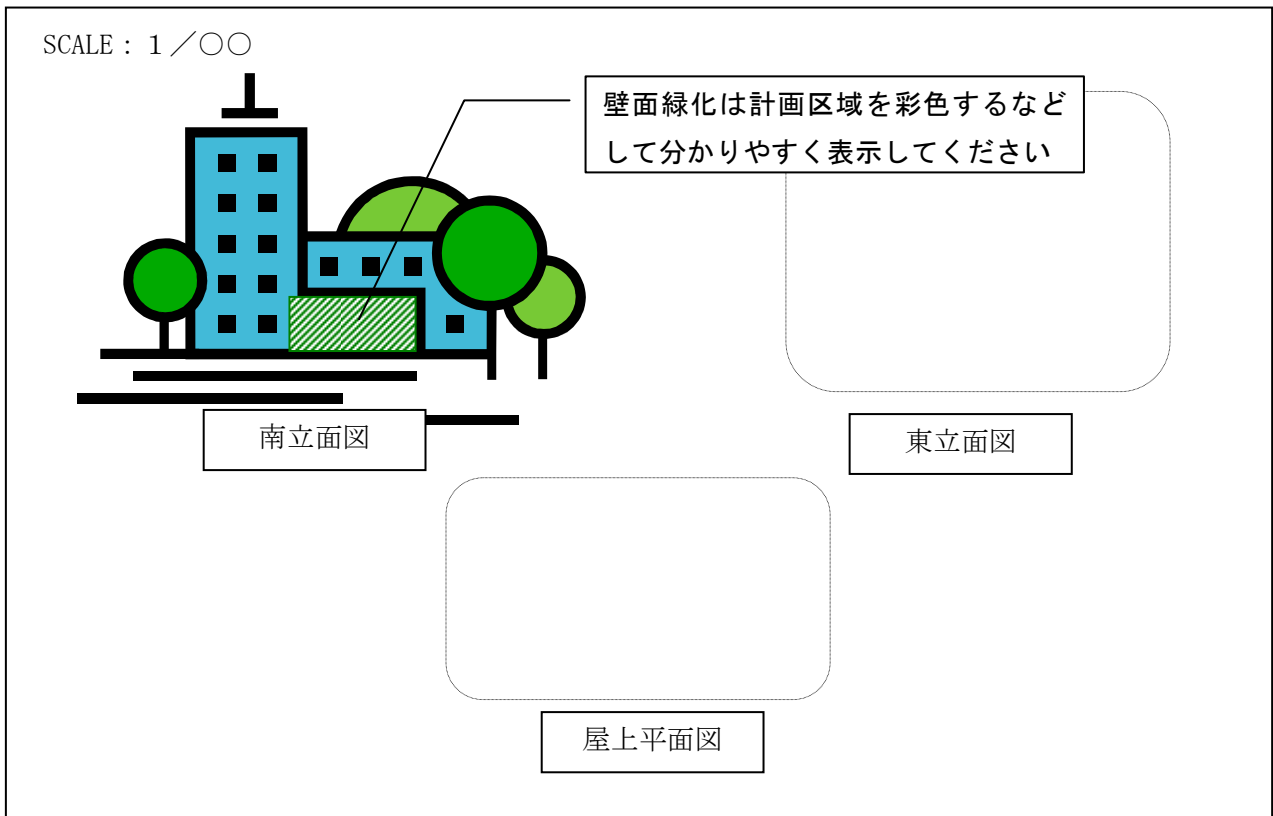 SCALE：１／○○
壁面緑化は計画区域を彩色するなど
して分かりやすく表示してください
南立面図
東立面図
屋上平面図